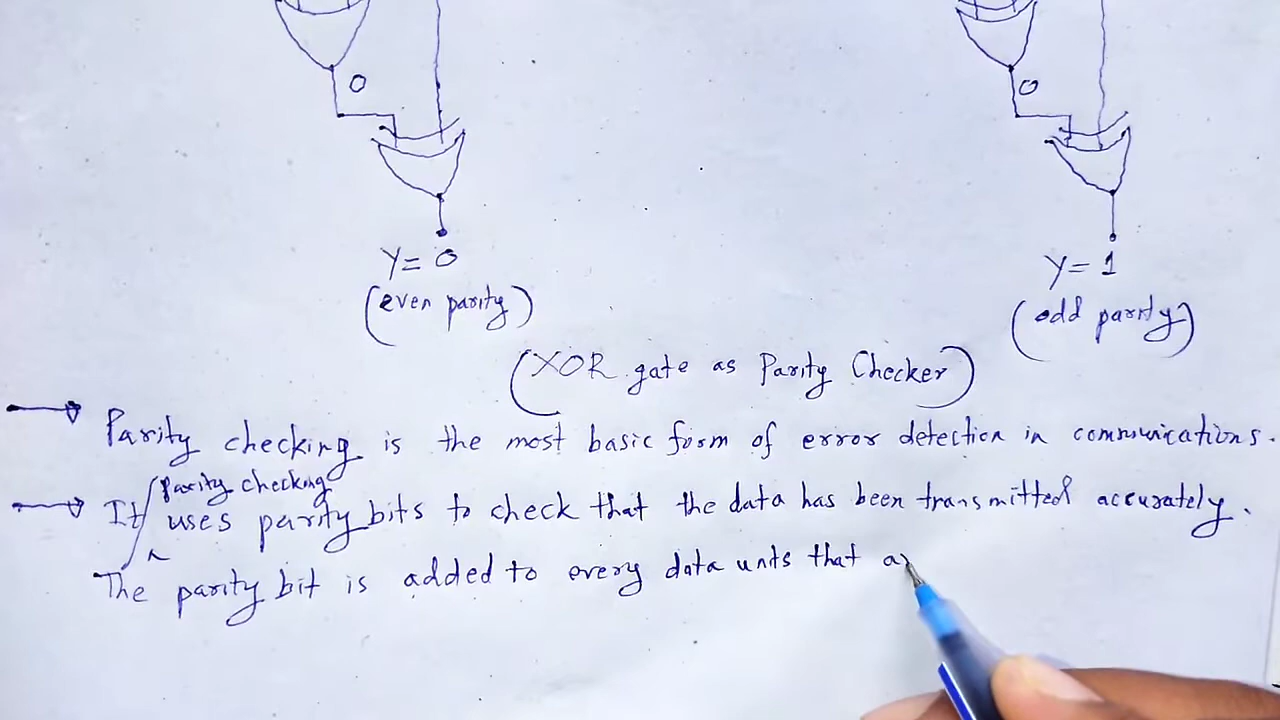 0
0
Y = 0
Y = 1
(even parity)
(odd parity)
(XOR gate as Parity Checker)
Parity checking is the most basic form of error detection in communications.
parity checking
It/ uses parity bits to check that the data has been transmitted accurately.
The parity bit is added to every data units that a